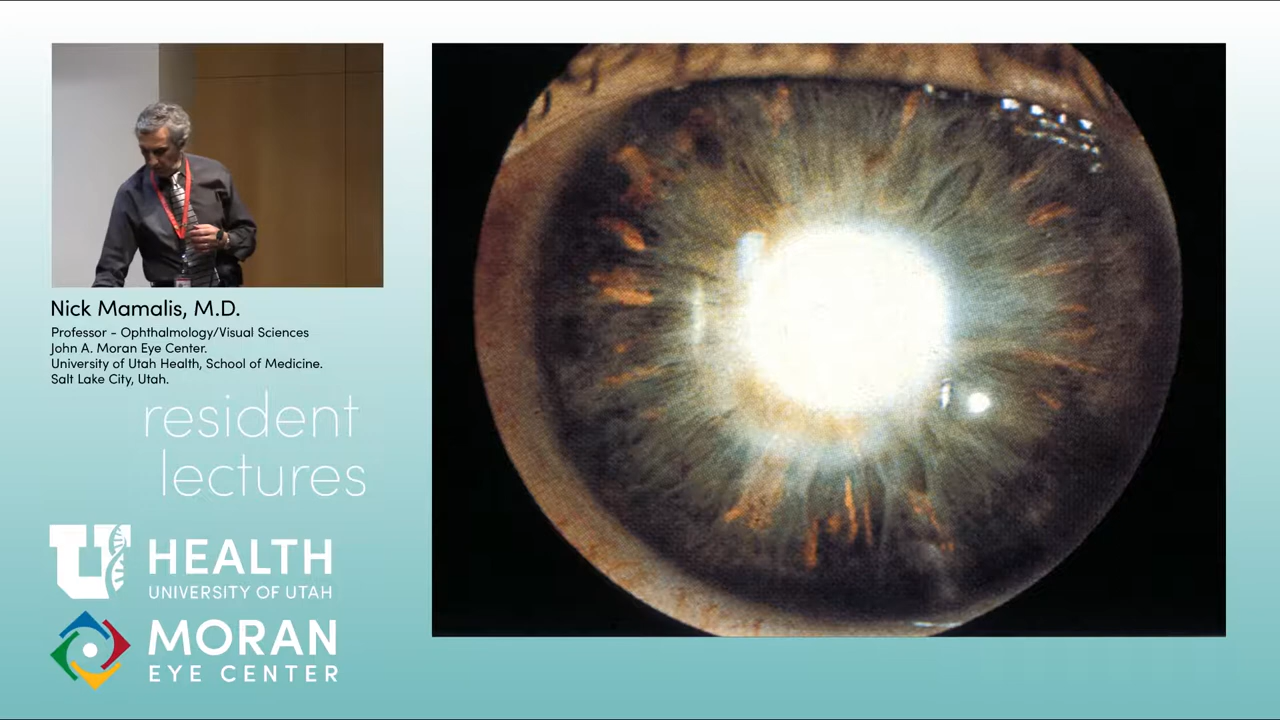 Nick Mamalis, M.D.
Professor - Ophthalmology/Visual Sciences
John A. Moran Eye Center.
University of Utah Health, School of Medicine.
Salt Lake City, Utah.
resident
lectures
U HEALTH
UNIVERSITY OF UTAH
MORAN
EYE CENTER